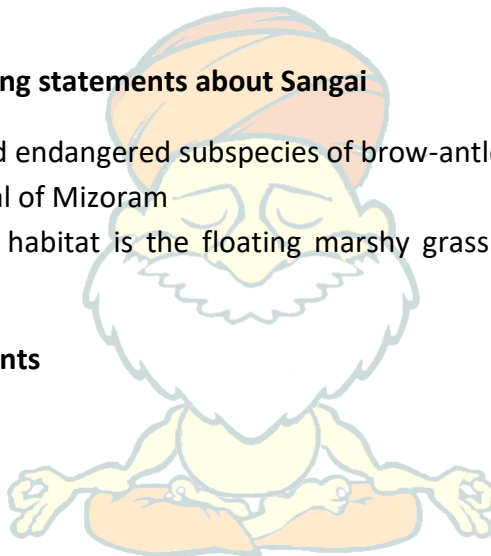 ng statements about Sangai
d endangered subspecies of brow-antl
al of Mizoram
habitat is the floating marshy grass
nts